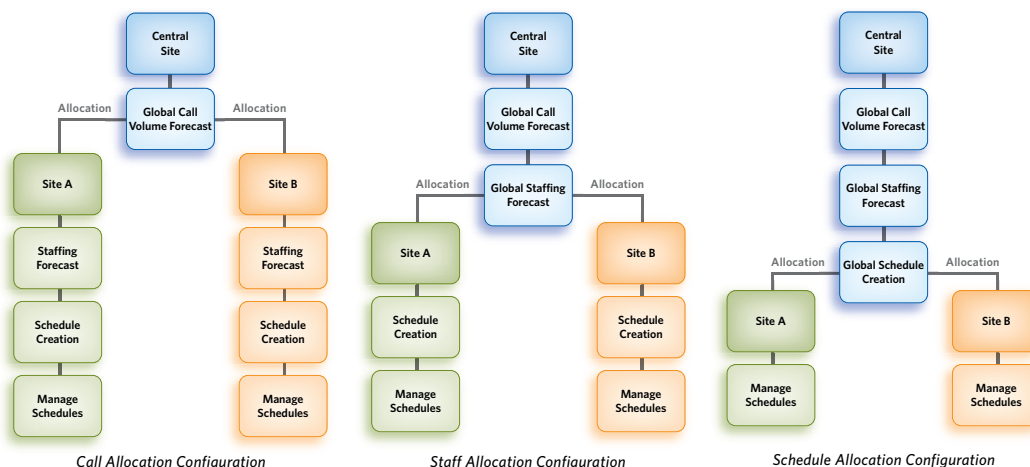 Central
Site
Global Call
Volume Forecast
Allocation
Allocation
Site A
Staffing
Forecast
Schedule
Creation
Manage
Schedules
Site B
Staffing
Forecast
Schedule
Creation
Manage
Schedules
Call Allocation Configuration
Central
Site
Global Call
Volume Forecast
Global Staffing
Forecast
Allocation
Allocation
Site A
Schedule
Creation
Manage
Schedules
Site B
Schedule
Creation
Manage
Schedules
Staff Allocation Configuration
Central
Site
Global Call
Volume Forecast
Global Staffing
Forecast
Global Schedule
Creation
Allocation
Allocation
Site A
Manage
Schedules
Site B
Manage
Schedules
Schedule Allocation Configuration